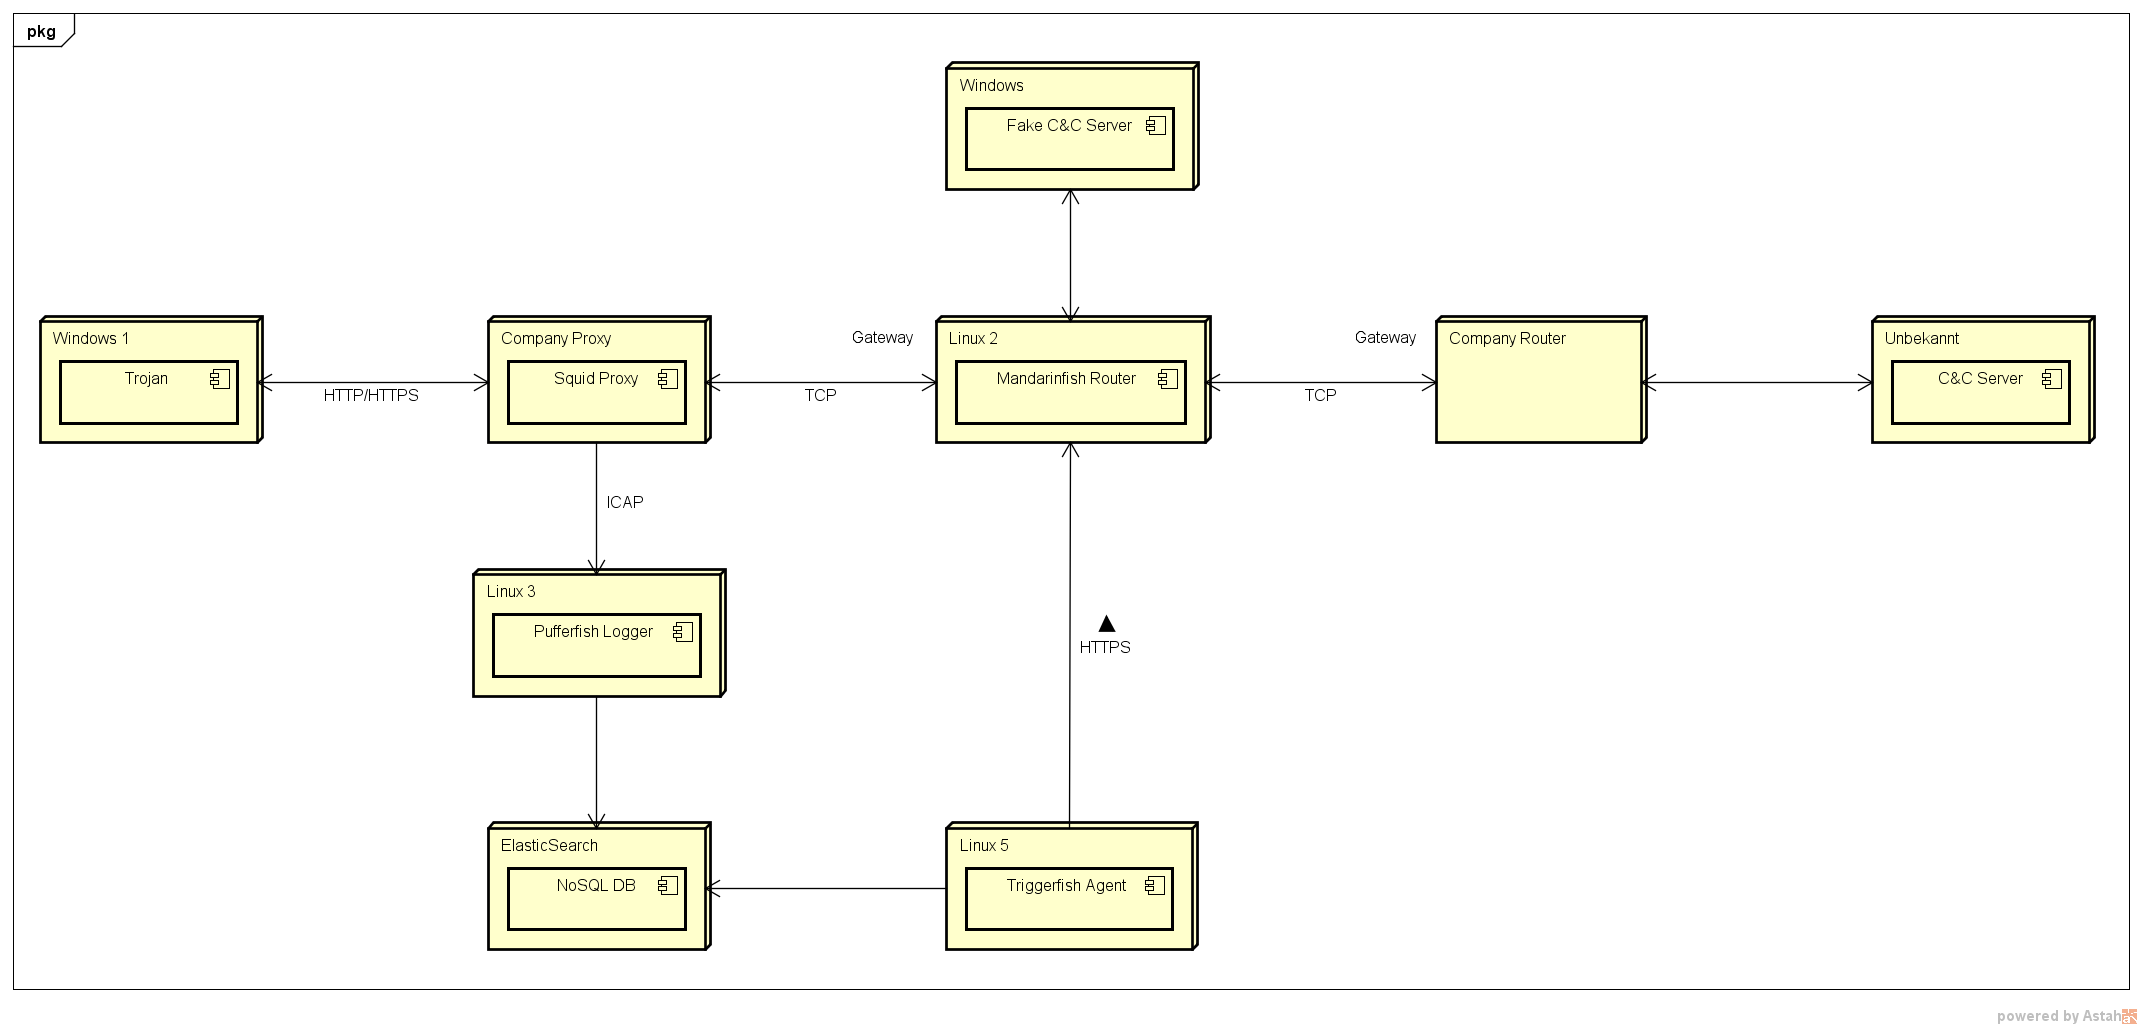 pkg
Windows
Fake C&C Server
Windows 1
Trojan
HTTP/HTTPS
Company Proxy
Squid Proxy
Gateway
TCP
Linux 2
Mandarinfish Router
Gateway
TCP
Company Router
Unbekannt
C&C Server
ICAP
Linux 3
Pufferfish Logger
HTTPS
ElasticSearch
NoSQL DB
Linux 5
Triggerfish Agent
powered by Astah